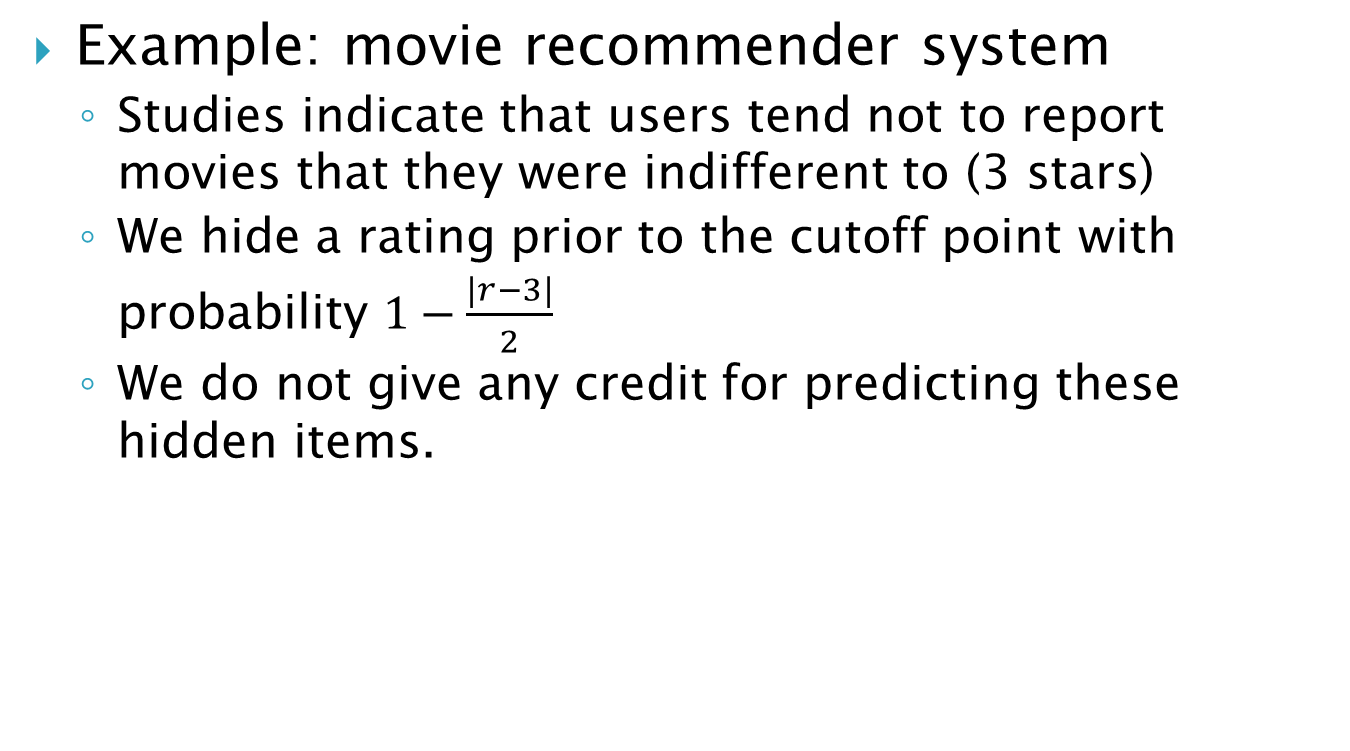 Example: movie recommender system
◦ Studies indicate that users tend not to report
movies that they were indifferent to (3 stars)
◦ We hide a rating prior to the cutoff point with
probability 1 − |r−3|/2
◦ We do not give any credit for predicting these
hidden items.